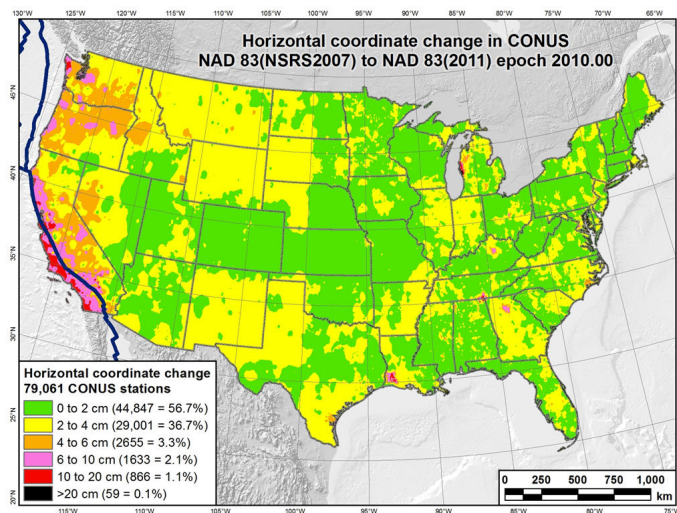 130°W 120°W 115°W 110°W 105°W 100°W 95°W 90°W 85°W 80°W 75°W 70°W 65°W
Horizontal coordinate change in CONUS
NAD 83(NSRS2007) to NAD 83(2011) epoch 2010.00
45°N
40°N
35°N
30°N
25°N
20°N
45°N
40°N
35°N
30°N
25°N
Horizontal coordinate change
79,061 CONUS stations
0 to 2 cm (44,847 = 56.7%)
2 to 4 cm (29,001 = 36.7%)
4 to 6 cm (2655 = 3.3%)
6 to 10 cm (1633 = 2.1%)
10 to 20 cm (866 = 1.1%)
>20 cm (59 = 0.1%)
0 250 500 750 1,000
km
115°W 110°W 105°W 100°W 95°W 90°W 85°W 80°W 75°W